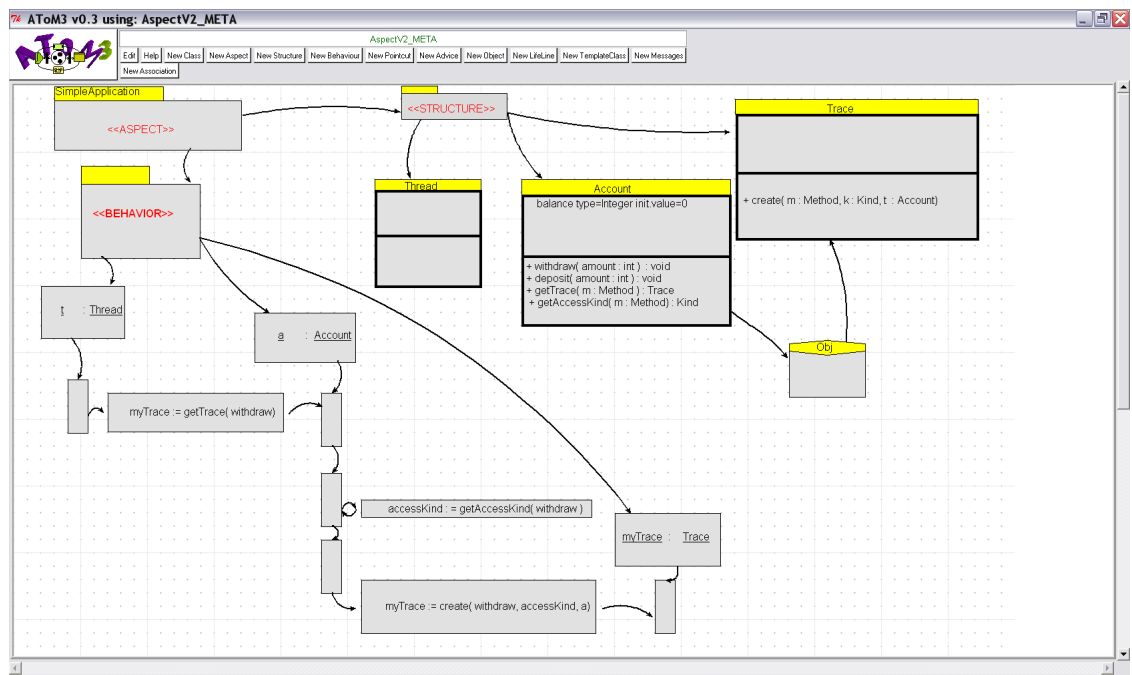 AToM3 v0.3 using: AspectV2_META
AToM3
AspectV2_META
Edit Help New Class New Aspect New Structure New Behaviour New Pointcut New Advice New Object New LifeLine New TemplateClass New Messages
New Association
SimpleApplication
<<ASPECT>>
<<STRUCTURE>>
Trace
+ create( m : Method, k : Kind, t : Account)
<<BEHAVIOR>>
Thread
Account
balance type=Integer init.value=0
+ withdraw( amount : int ) : void
+ deposit( amount : int ) : void
+ getTrace( m : Method ) : Trace
+ getAccessKind( m : Method) : Kind
t : Thread
a : Account
Obj
myTrace := getTrace( withdraw)
accessKind : = getAccessKind( withdraw )
myTrace : Trace
myTrace := create( withdraw, accessKind, a)